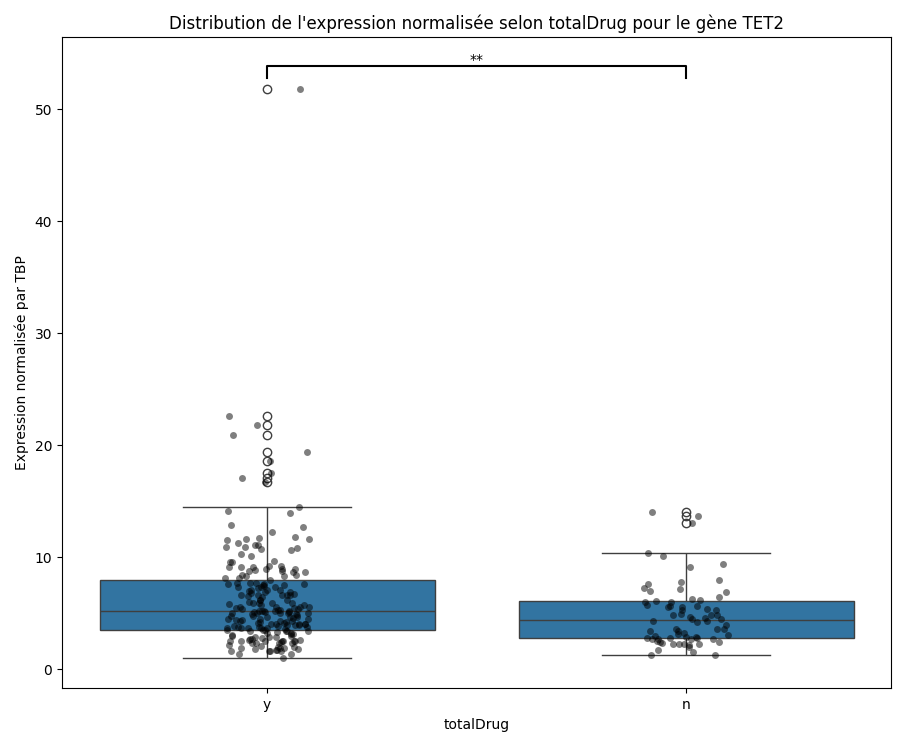 Distribution de l'expression normalisée selon totalDrug pour le gène TET2
**
50
40
30
20
10
0
Expression normalisée par TBP
y
n
totalDrug